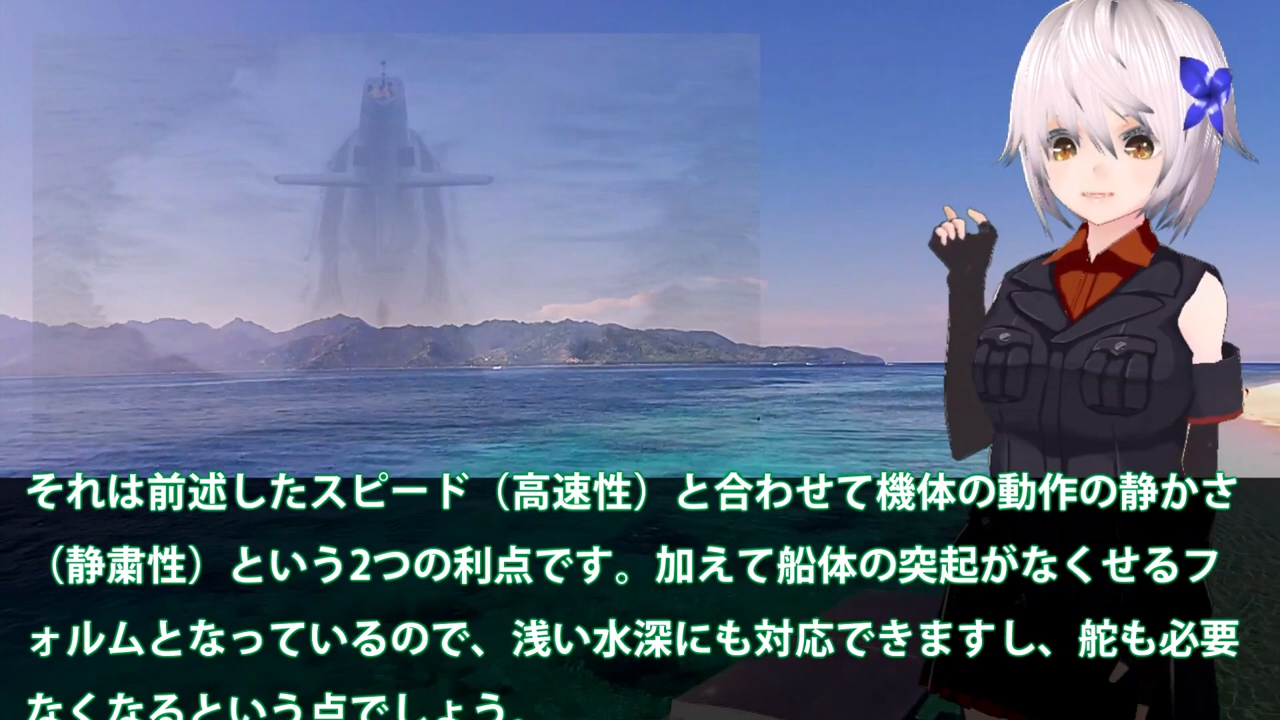 それは前述したスピード（高速性）と合わせて機体の動作の静かさ
（静粛性）という2つの利点です。加えて船体の突起がなくせるフ
ォルムとなっているので、浅い水深にも対応できますし、舵も必要
なくなるという点でしょう。